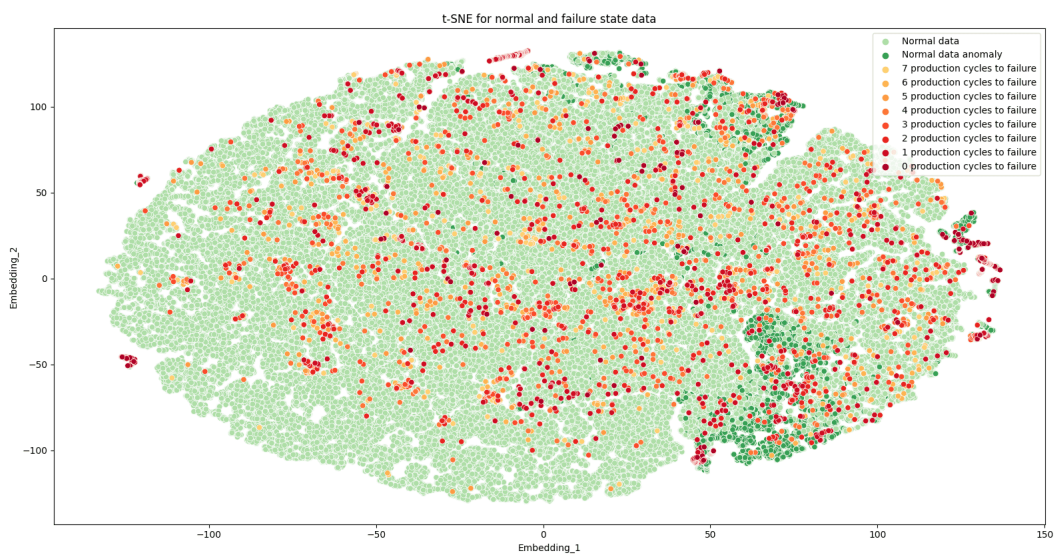 t-SNE for normal and failure state data
Normal data
Normal data anomaly
7 production cycles to failure
6 production cycles to failure
5 production cycles to failure
4 production cycles to failure
3 production cycles to failure
2 production cycles to failure
1 production cycles to failure
0 production cycles to failure
100
50
0
−50
−100
Embedding_2
−100
−50
0
50
100
150
Embedding_1